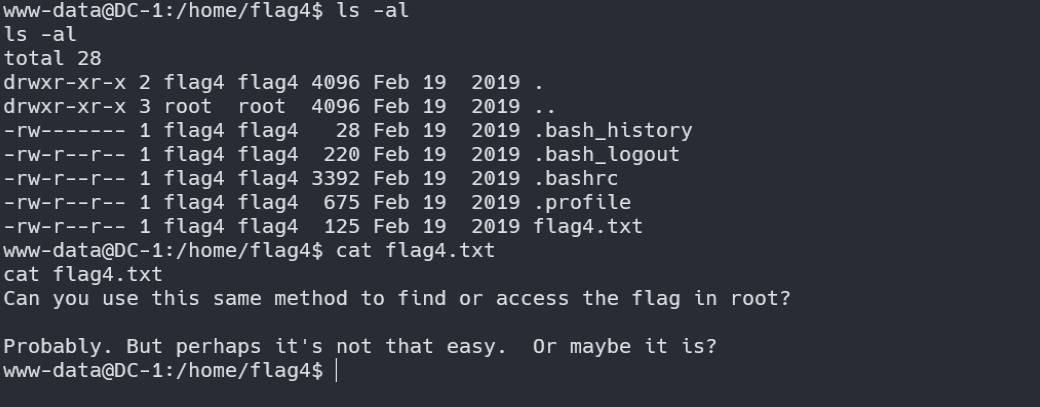 www-data@DC-1:/home/flag4$ ls -al
ls -al
total 28
drwxr-xr-x 2 flag4 flag4 4096 Feb 19  2019 .
drwxr-xr-x 3 root  root  4096 Feb 19  2019 ..
-rw------- 1 flag4 flag4   28 Feb 19  2019 .bash_history
-rw-r--r-- 1 flag4 flag4  220 Feb 19  2019 .bash_logout
-rw-r--r-- 1 flag4 flag4 3392 Feb 19  2019 .bashrc
-rw-r--r-- 1 flag4 flag4  675 Feb 19  2019 .profile
-rw-r--r-- 1 flag4 flag4  125 Feb 19  2019 flag4.txt
www-data@DC-1:/home/flag4$ cat flag4.txt
cat flag4.txt
Can you use this same method to find or access the flag in root?
Probably. But perhaps it's not that easy.  Or maybe it is?
www-data@DC-1:/home/flag4$